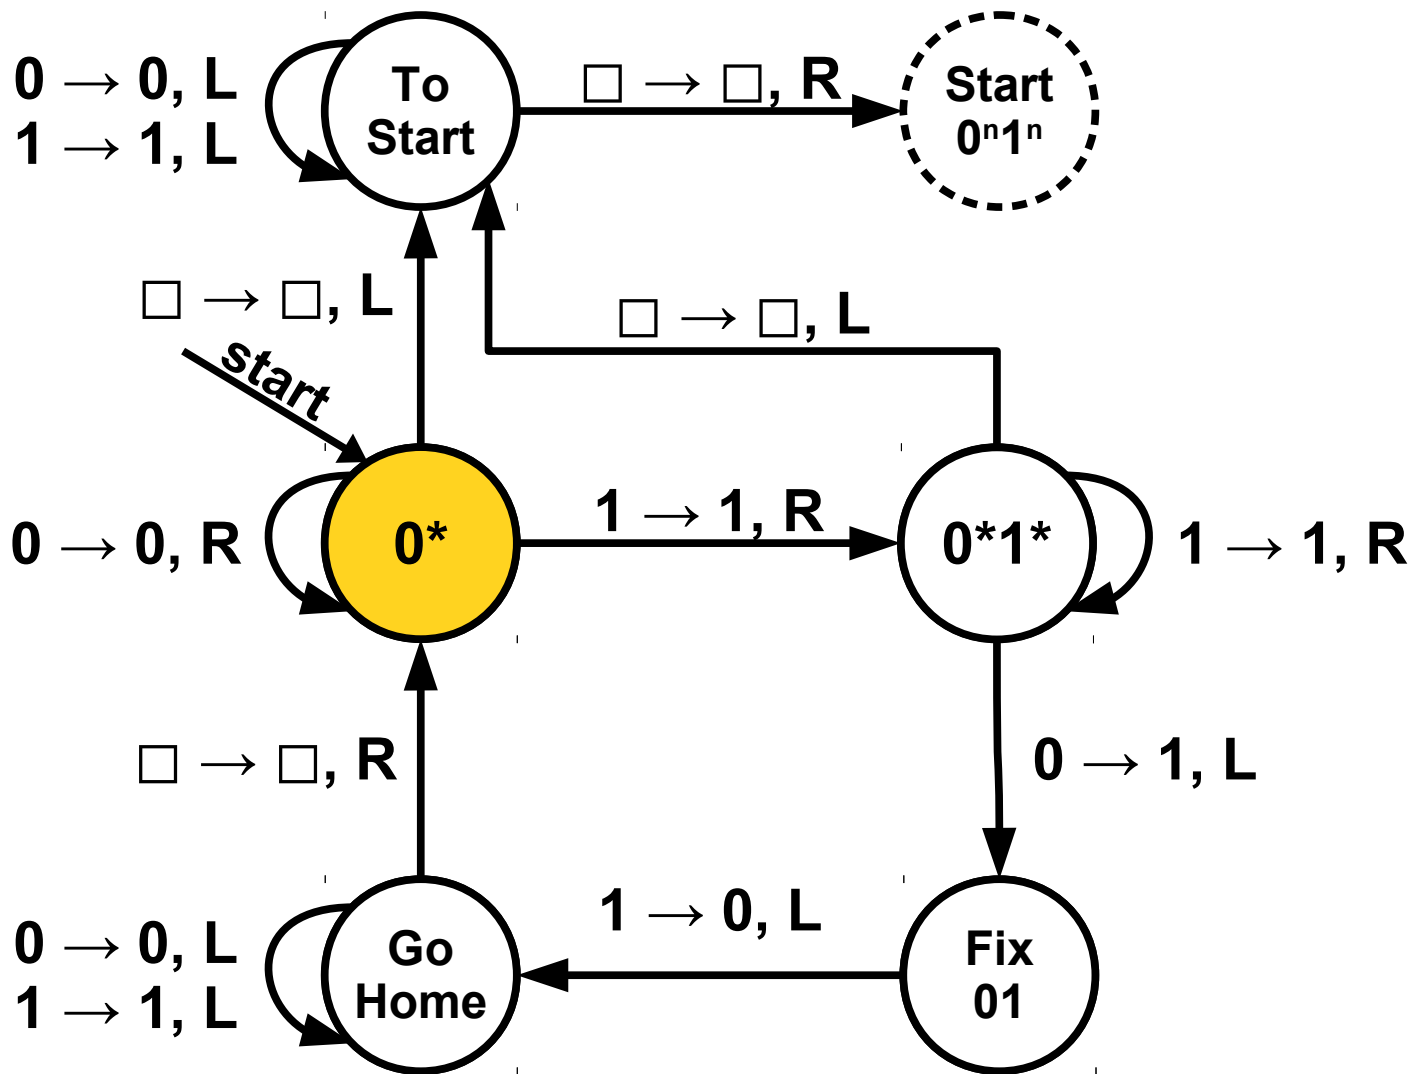 0 → 0, L
1 → 1, L
To
Start
□ → □, R
Start
0ⁿ1ⁿ
□ → □, L
□ → □, L
start
0 → 0, R
0*
1 → 1, R
0*1*
1 → 1, R
□ → □, R
0 → 1, L
0 → 0, L
1 → 1, L
Go
Home
1 → 0, L
Fix
01